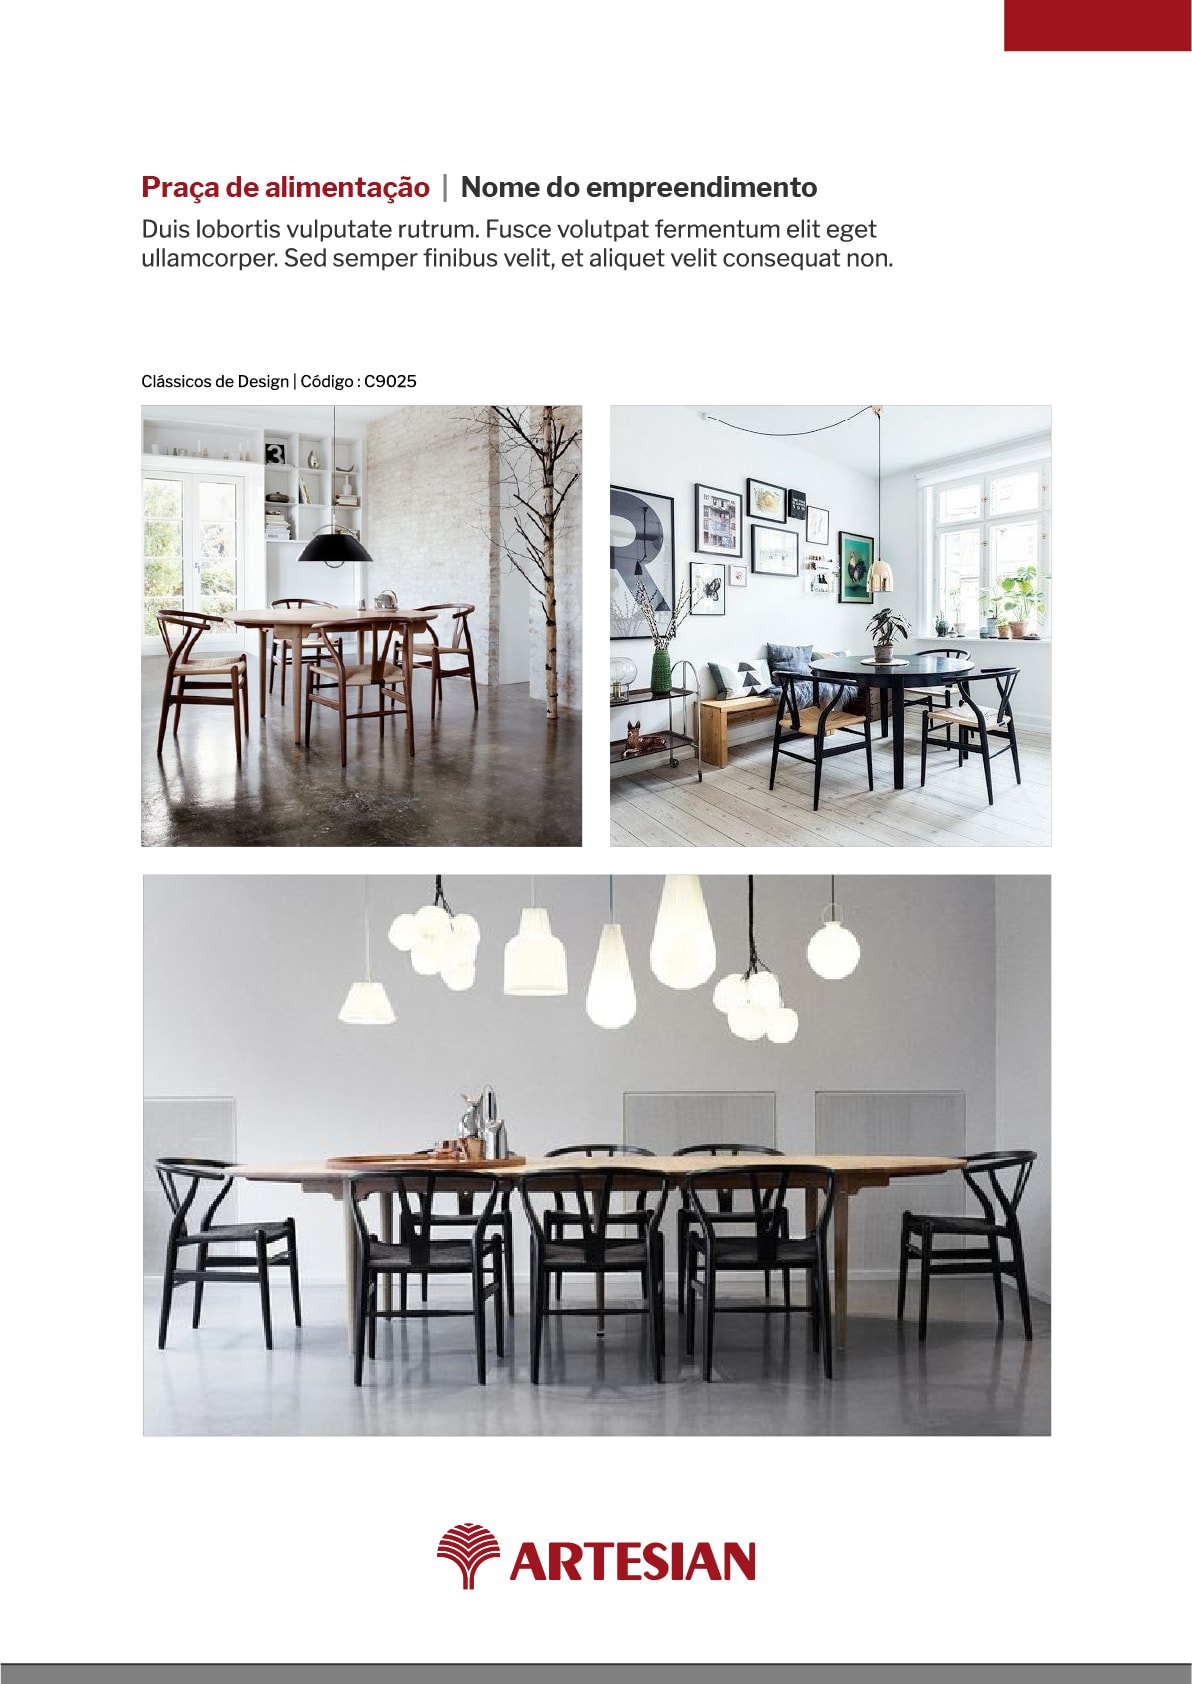 Praça de alimentação | Nome do empreendimento
Duis lobortis vulputate rutrum. Fusce volutpat fermentum elit eget
ullamcorper. Sed semper finibus velit, et aliquet velit consequat non.
Clássicos de Design | Código : C9025
3
R
ARTESIAN